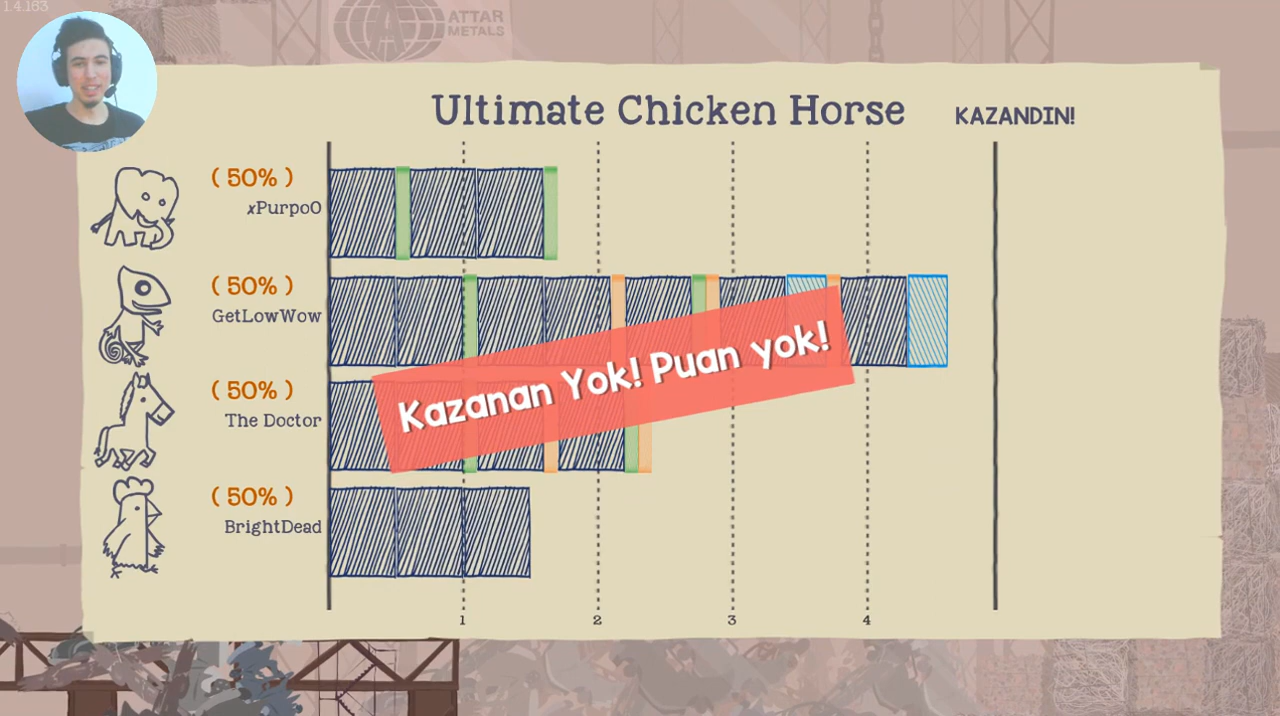 1.4.163
ATTAR
METALS
Ultimate Chicken Horse
KAZANDIN!
( 50% )
xPurpoO
( 50% )
GetLowWow
( 50% )
The Doctor
( 50% )
BrightDead
Kazanan Yok! Puan yok!
1 2 3 4